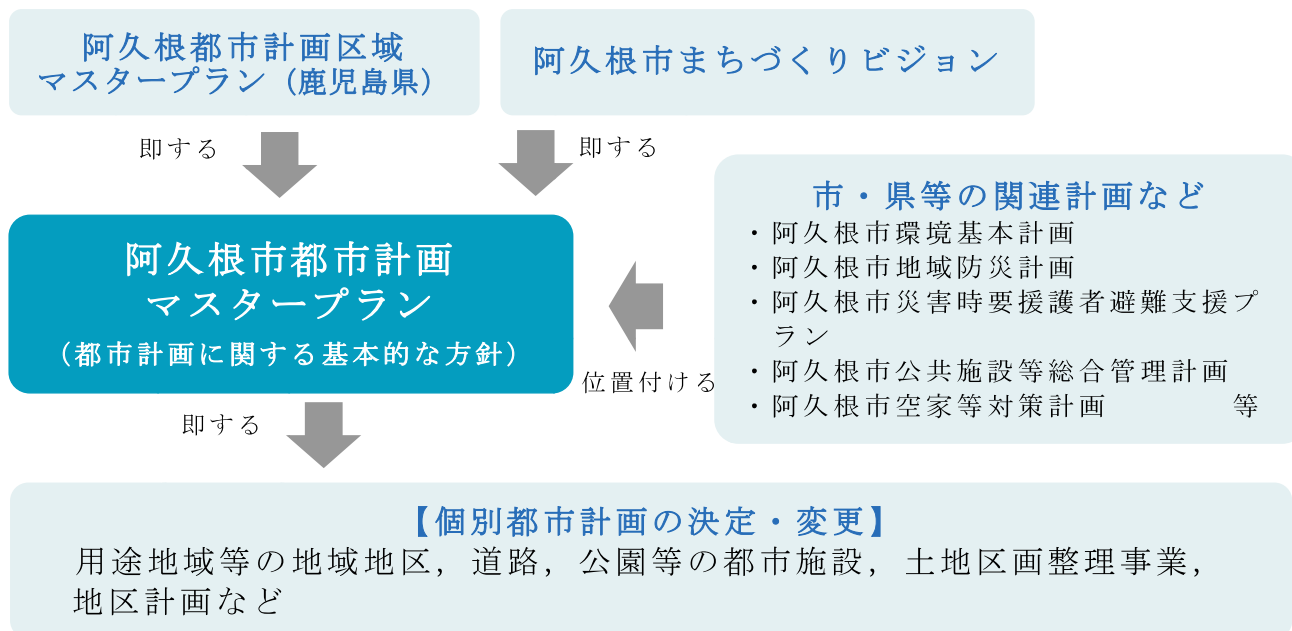 阿久根都市計画区域
マスタープラン（鹿児島県）
阿久根市まちづくりビジョン
即する
即する
阿久根市都市計画
マスタープラン
（都市計画に関する基本的な方針）
位置付ける
市・県等の関連計画など
・阿久根市環境基本計画
・阿久根市地域防災計画
・阿久根市災害時要援護者避難支援プ
ラン
・阿久根市公共施設等総合管理計画
・阿久根市空家等対策計画　等
即する
【個別都市計画の決定・変更】
用途地域等の地域地区，道路，公園等の都市施設，土地区画整理事業，
地区計画など